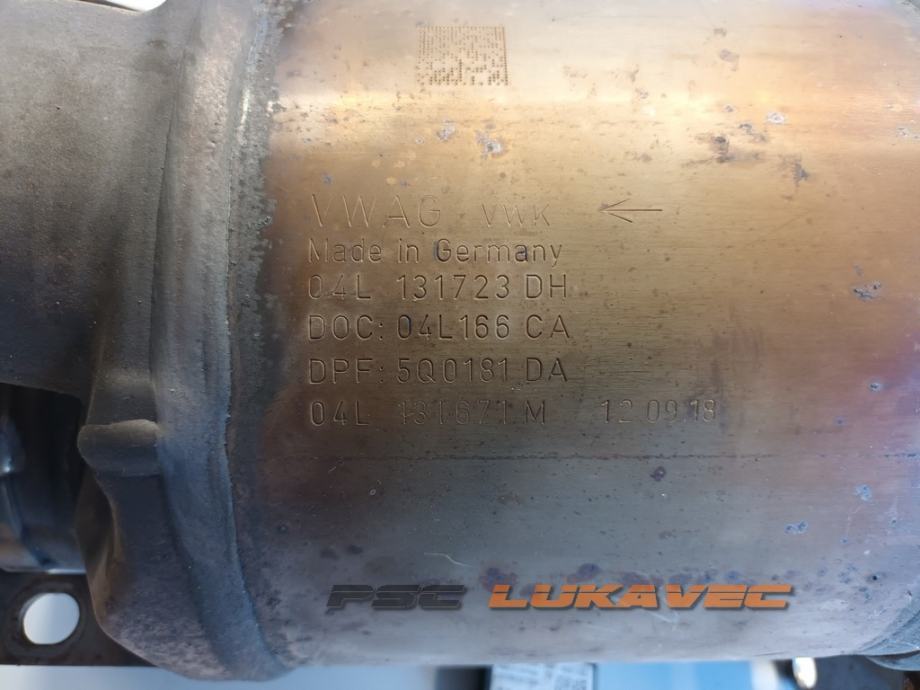 VWAG VWK ←
Made in Germany
04L 131723 DH
DOC: 04L166 CA
DPF: 5Q0181 DA
04L 131671 M 12.09.18
PSC LUKAVEC